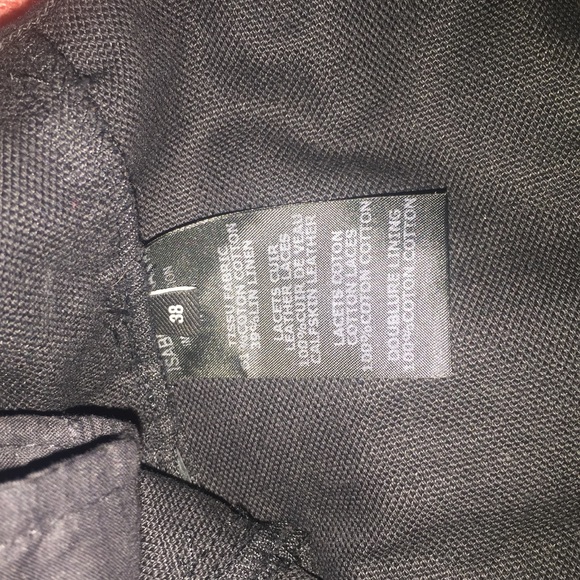 ISAB
38
TISSU FABRIC
%COTON COTTON
39%LIN LINEN
LACETS CUIR
LEATHER LACES
100%CUIR DE VEAU
CALFSKIN LEATHER
LACETS COTON
COTTON LACES
100%COTON COTTON
DOUBLURE LINING
100%COTON COTTON